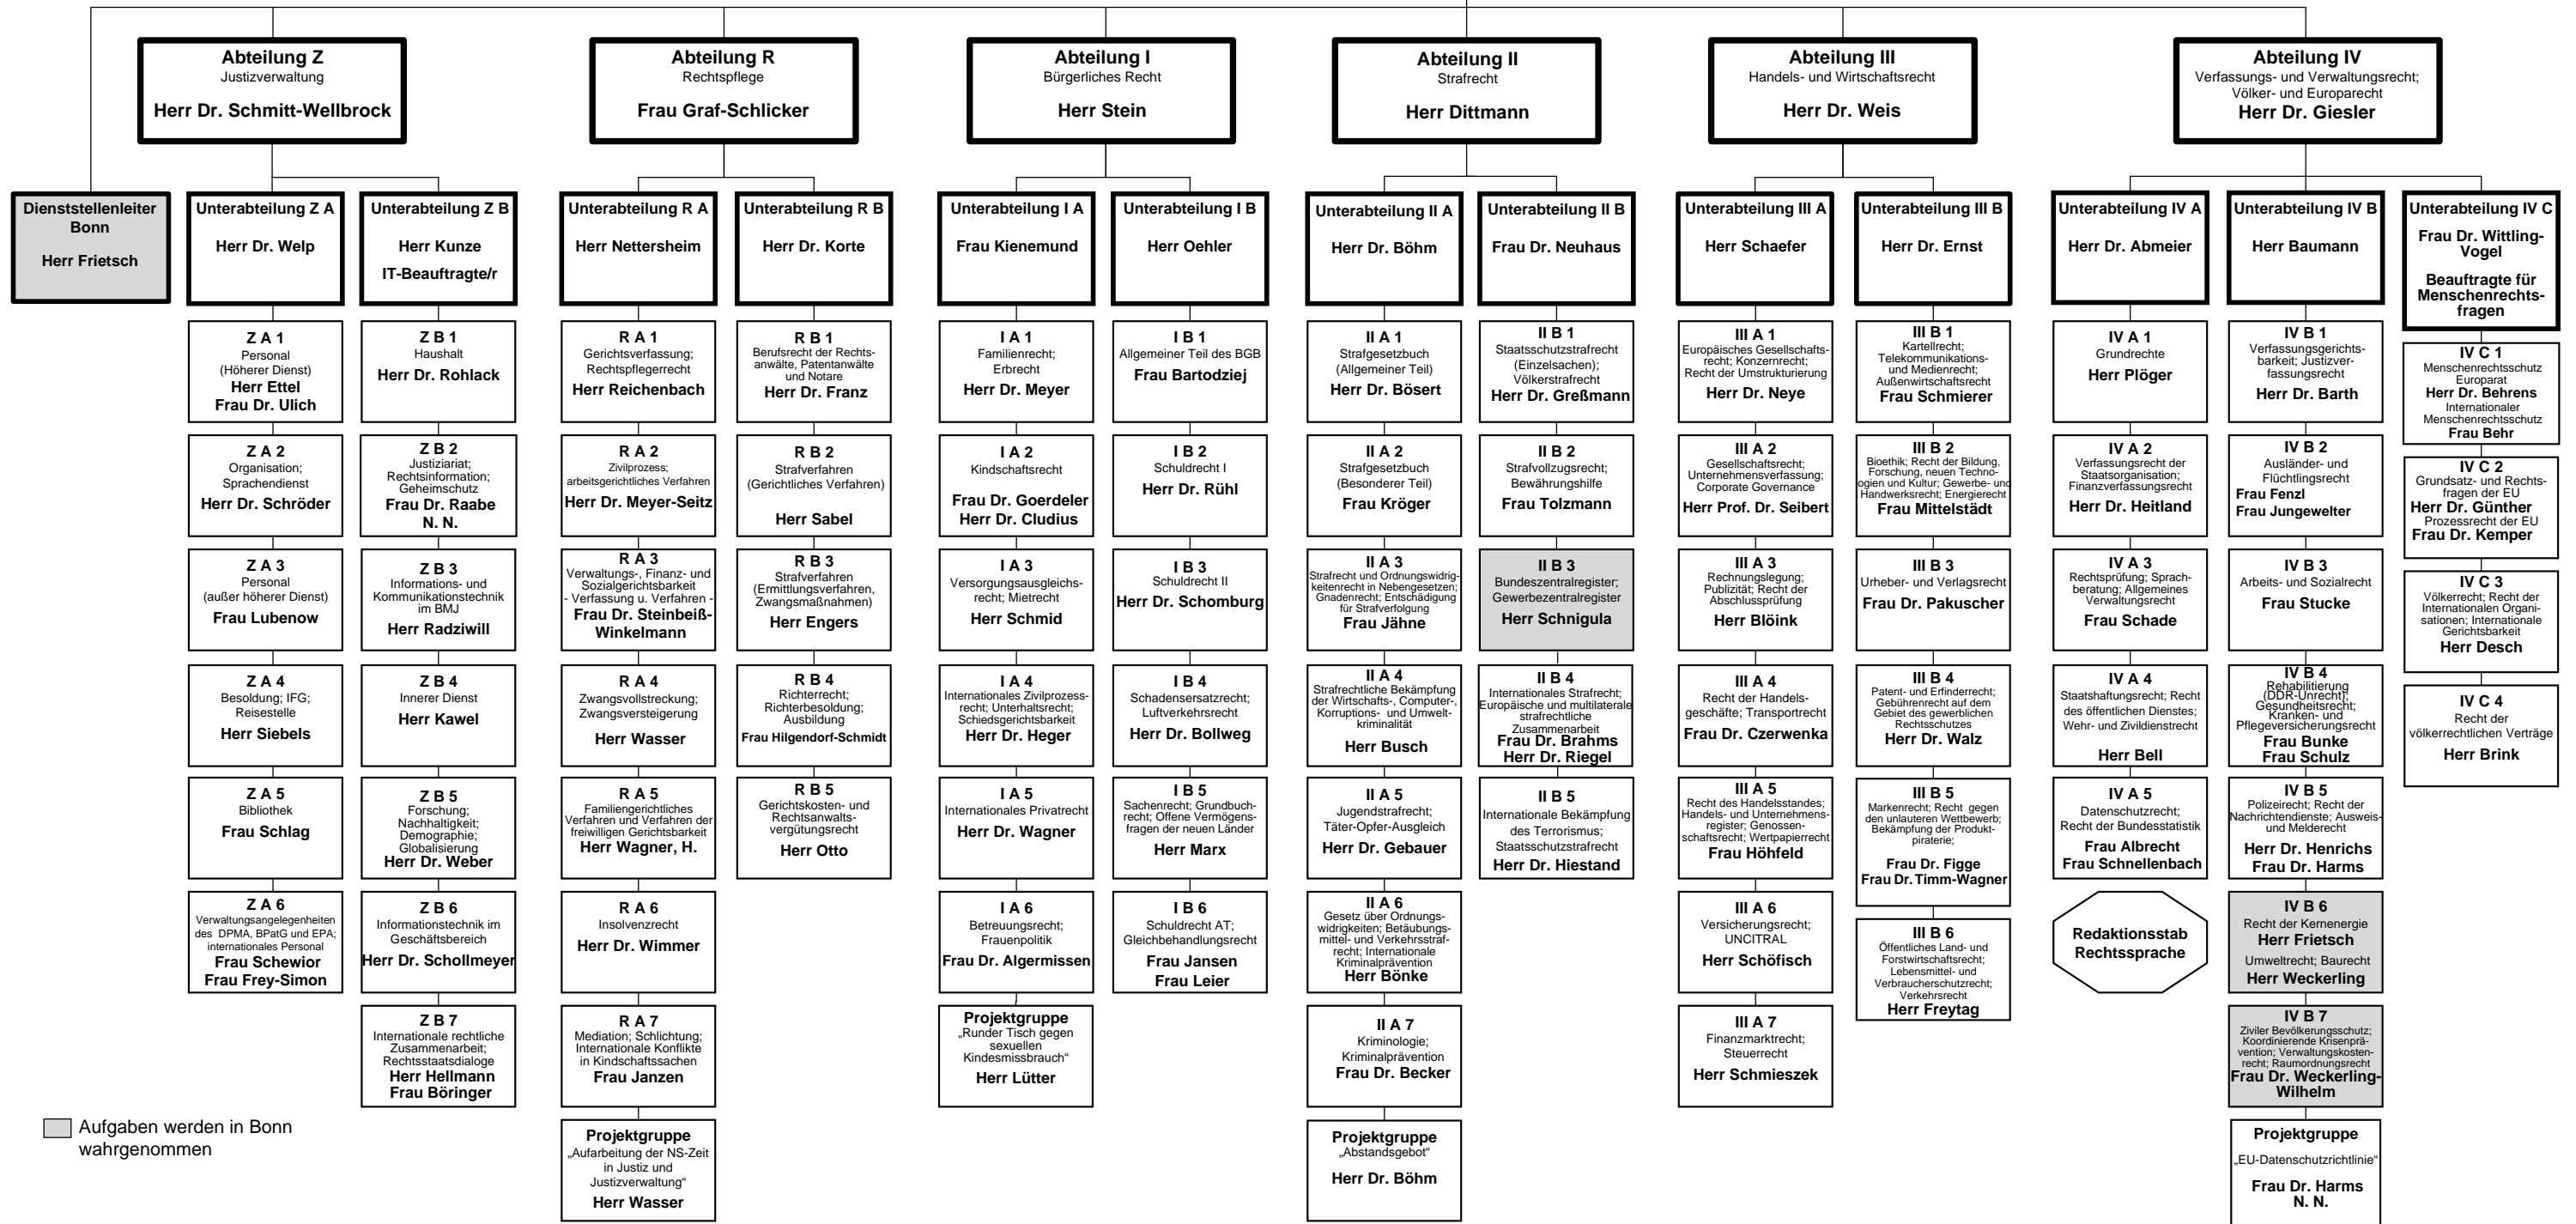 Abteilung Z
Justizverwaltung
Herr Dr. Schmitt-Wellbrock
Abteilung R
Rechtspflege
Frau Graf-Schlicker
Abteilung I
Bürgerliches Recht
Herr Stein
Abteilung II
Strafrecht
Herr Dittmann
Abteilung III
Handels- und Wirtschaftsrecht
Herr Dr. Weis
Abteilung IV
Verfassungs- und Verwaltungsrecht;
Völker- und Europarecht
Herr Dr. Giesler
Dienststellenleiter
Bonn
Herr Frietsch
Unterabteilung Z A
Herr Dr. Welp
Z A 1
Personal
(Höherer Dienst)
Herr Ettel
Frau Dr. Ulich
Z A 2
Organisation;
Sprachendienst
Herr Dr. Schröder
Z A 3
Personal
(außer höherer Dienst)
Frau Lubenow
Z A 4
Besoldung; IFG;
Reisestelle
Herr Siebels
Z A 5
Bibliothek
Frau Schlag
Z A 6
Verwaltungsangelegenheiten
des DPMA, BPatG und EPA;
internationales Personal
Frau Schewior
Frau Frey-Simon
Unterabteilung Z B
Herr Kunze
IT-Beauftragte/r
Z B 1
Haushalt
Herr Dr. Rohlack
Z B 2
Justiziariat;
Rechtsinformation;
Geheimschutz
Frau Dr. Raabe
N. N.
Z B 3
Informations- und
Kommunikationstechnik
im BMJ
Herr Radziwill
Z B 4
Innerer Dienst
Herr Kawel
Z B 5
Forschung;
Nachhaltigkeit;
Demographie;
Globalisierung
Herr Dr. Weber
Z B 6
Informationstechnik im
Geschäftsbereich
Herr Dr. Schollmeyer
Z B 7
Internationale rechtliche
Zusammenarbeit;
Rechtsstaatsdialoge
Herr Hellmann
Frau Böringer
Unterabteilung R A
Herr Nettersheim
R A 1
Gerichtsverfassung;
Rechtspflegerrecht
Herr Reichenbach
R A 2
Zivilprozess;
arbeitsgerichtliches Verfahren
Herr Dr. Meyer-Seitz
R A 3
Verwaltungs-, Finanz- und
Sozialgerichtsbarkeit
- Verfassung u. Verfahren -
Frau Dr. Steinbeiß-
Winkelmann
R A 4
Zwangsvollstreckung;
Zwangsversteigerung
Herr Wasser
R A 5
Familiengerichtliches
Verfahren und Verfahren der
freiwilligen Gerichtsbarkeit
Herr Wagner, H.
R A 6
Insolvenzrecht
Herr Dr. Wimmer
R A 7
Mediation; Schlichtung;
Internationale Konflikte
in Kindschaftssachen
Frau Janzen
Projektgruppe
„Aufarbeitung der NS-Zeit
in Justiz und
Justizverwaltung“
Herr Wasser
Unterabteilung R B
Herr Dr. Korte
R B 1
Berufsrecht der Rechts-
anwälte, Patentanwälte
und Notare
Herr Dr. Franz
R B 2
Strafverfahren
(Gerichtliches Verfahren)
Herr Sabel
R B 3
Strafverfahren
(Ermittlungsverfahren,
Zwangsmaßnahmen)
Herr Engers
R B 4
Richterrecht;
Richterbesoldung;
Ausbildung
Frau Hilgendorf-Schmidt
R B 5
Gerichtskosten- und
Rechtsanwalts-
vergütungsrecht
Herr Otto
Unterabteilung I A
Frau Kienemund
I A 1
Familienrecht;
Erbrecht
Herr Dr. Meyer
I A 2
Kindschaftsrecht
Frau Dr. Goerdeler
Herr Dr. Cludius
I A 3
Versorgungsausgleichs-
recht; Mietrecht
Herr Schmid
I A 4
Internationales Zivilprozess-
recht; Unterhaltsrecht;
Schiedsgerichtsbarkeit
Herr Dr. Heger
I A 5
Internationales Privatrecht
Herr Dr. Wagner
I A 6
Betreuungsrecht;
Frauenpolitik
Frau Dr. Algermissen
Projektgruppe
„Runder Tisch gegen
sexuellen
Kindesmissbrauch“
Herr Lütter
Unterabteilung I B
Herr Oehler
I B 1
Allgemeiner Teil des BGB
Frau Bartodziej
I B 2
Schuldrecht I
Herr Dr. Rühl
I B 3
Schuldrecht II
Herr Dr. Schomburg
I B 4
Schadensersatzrecht;
Luftverkehrsrecht
Herr Dr. Bollweg
I B 5
Sachenrecht; Grundbuch-
recht; Offene Vermögens-
fragen der neuen Länder
Herr Marx
I B 6
Schuldrecht AT;
Gleichbehandlungsrecht
Frau Jansen
Frau Leier
Unterabteilung II A
Herr Dr. Böhm
II A 1
Strafgesetzbuch
(Allgemeiner Teil)
Herr Dr. Bösert
II A 2
Strafgesetzbuch
(Besonderer Teil)
Frau Kröger
II A 3
Strafrecht und Ordnungswidrig-
keitenrecht in Nebengesetzen;
Gnadenrecht; Entschädigung
für Strafverfolgung
Frau Jähne
II A 4
Strafrechtliche Bekämpfung
der Wirtschafts-, Computer-,
Korruptions- und Umwelt-
kriminalität
Herr Busch
II A 5
Jugendstrafrecht;
Täter-Opfer-Ausgleich
Herr Dr. Gebauer
II A 6
Gesetz über Ordnungs-
widrigkeiten; Betäubungs-
mittel- und Verkehrsstraf-
recht; Internationale
Kriminalprävention
Herr Bönke
II A 7
Kriminologie;
Kriminalprävention
Frau Dr. Becker
Projektgruppe
„Abstandsgebot“
Herr Dr. Böhm
Unterabteilung II B
Frau Dr. Neuhaus
II B 1
Staatsschutzstrafrecht
(Einzelsachen);
Völkerstrafrecht
Herr Dr. Greßmann
II B 2
Strafvollzugsrecht;
Bewährungshilfe
Frau Tolzmann
II B 3
Bundeszentralregister;
Gewerbezentralregister
Herr Schnigula
II B 4
Internationales Strafrecht;
Europäische und multilaterale
strafrechtliche
Zusammenarbeit
Frau Dr. Brahms
Herr Dr. Riegel
II B 5
Internationale Bekämpfung
des Terrorismus;
Staatsschutzstrafrecht
Herr Dr. Hiestand
Unterabteilung III A
Herr Schaefer
III A 1
Europäisches Gesellschafts-
recht; Konzernrecht;
Recht der Umstrukturierung
Herr Dr. Neye
III A 2
Gesellschaftsrecht;
Unternehmensverfassung;
Corporate Governance
Herr Prof. Dr. Seibert
III A 3
Rechnungslegung;
Publizität; Recht der
Abschlussprüfung
Herr Blöink
III A 4
Recht der Handels-
geschäfte; Transportrecht
Frau Dr. Czerwenka
III A 5
Recht des Handelsstandes;
Handels- und Unternehmens-
register; Genossen-
schaftsrecht; Wertpapierrecht
Frau Höhfeld
III A 6
Versicherungsrecht;
UNCITRAL
Herr Schöfisch
III A 7
Finanzmarktrecht;
Steuerrecht
Herr Schmieszek
Unterabteilung III B
Herr Dr. Ernst
III B 1
Kartellrecht;
Telekommunikations-
und Medienrecht;
Außenwirtschaftsrecht
Frau Schmierer
III B 2
Bioethik; Recht der Bildung,
Forschung, neuen Techno-
ogien und Kultur; Gewerbe- und
Handwerksrecht; Energierecht
Frau Mittelstädt
III B 3
Urheber- und Verlagsrecht
Frau Dr. Pakuscher
III B 4
Patent- und Erfinderrecht;
Gebührenrecht auf dem
Gebiet des gewerblichen
Rechtsschutzes
Herr Dr. Walz
III B 5
Markenrecht; Recht gegen
den unlauteren Wettbewerb;
Bekämpfung der Produkt-
piraterie;
Frau Dr. Figge
Frau Dr. Timm-Wagner
III B 6
Öffentliches Land- und
Forstwirtschaftsrecht;
Lebensmittel- und
Verbraucherschutzrecht;
Verkehrsrecht
Herr Freytag
Unterabteilung IV A
Herr Dr. Abmeier
IV A 1
Grundrechte
Herr Plöger
IV A 2
Verfassungsrecht der
Staatsorganisation;
Finanzverfassungsrecht
Herr Dr. Heitland
IV A 3
Rechtsprüfung; Sprach-
beratung; Allgemeines
Verwaltungsrecht
Frau Schade
IV A 4
Staatshaftungsrecht; Recht
des öffentlichen Dienstes;
Wehr- und Zivildienstrecht
Herr Bell
IV A 5
Datenschutzrecht;
Recht der Bundesstatistik
Frau Albrecht
Frau Schnellenbach
Redaktionsstab
Rechtssprache
Unterabteilung IV B
Herr Baumann
IV B 1
Verfassungsgerichts-
barkeit; Justizver-
fassungsrecht
Herr Dr. Barth
IV B 2
Ausländer- und
Flüchtlingsrecht
Frau Fenzl
Frau Jungewelter
IV B 3
Arbeits- und Sozialrecht
Frau Stucke
IV B 4
Rehabilitierung
(DDR-Unrecht);
Gesundheitsrecht;
Kranken- und
Pflegeversicherungsrecht
Frau Bunke
Frau Schulz
IV B 5
Polizeirecht; Recht der
Nachrichtendienste; Ausweis-
und Melderecht
Herr Dr. Henrichs
Frau Dr. Harms
IV B 6
Recht der Kernenergie
Herr Frietsch
Umweltrecht; Baurecht
Herr Weckerling
IV B 7
Ziviler Bevölkerungsschutz;
Koordinierende Krisenprä-
vention; Verwaltungskosten-
recht; Raumordnungsrecht
Frau Dr. Weckerling-
Wilhelm
Projektgruppe
„EU-Datenschutzrichtlinie“
Frau Dr. Harms
N. N.
Unterabteilung IV C
Frau Dr. Wittling-
Vogel
Beauftragte für
Menschenrechts-
fragen
IV C 1
Menschenrechtsschutz
Europarat
Herr Dr. Behrens
Internationaler
Menschenrechtsschutz
Frau Behr
IV C 2
Grundsatz- und Rechts-
fragen der EU
Herr Dr. Günther
Prozessrecht der EU
Frau Dr. Kemper
IV C 3
Völkerrecht; Recht der
Internationalen Organi-
sationen; Internationale
Gerichtsbarkeit
Herr Desch
IV C 4
Recht der
völkerrechtlichen Verträge
Herr Brink
Aufgaben werden in Bonn
wahrgenommen